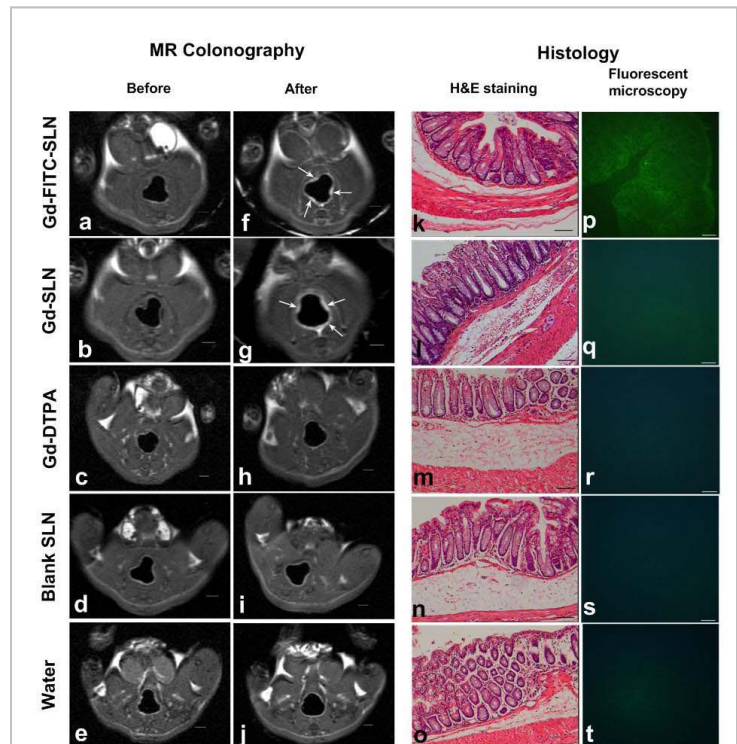 MR Colonography
Histology
Before
After
H&E staining
Fluorescent
microscopy
Gd-FITC-SLN
a
f
k
p
Gd-SLN
b
g
l
q
Gd-DTPA
c
h
m
r
Blank SLN
d
i
n
s
Water
e
j
o
t